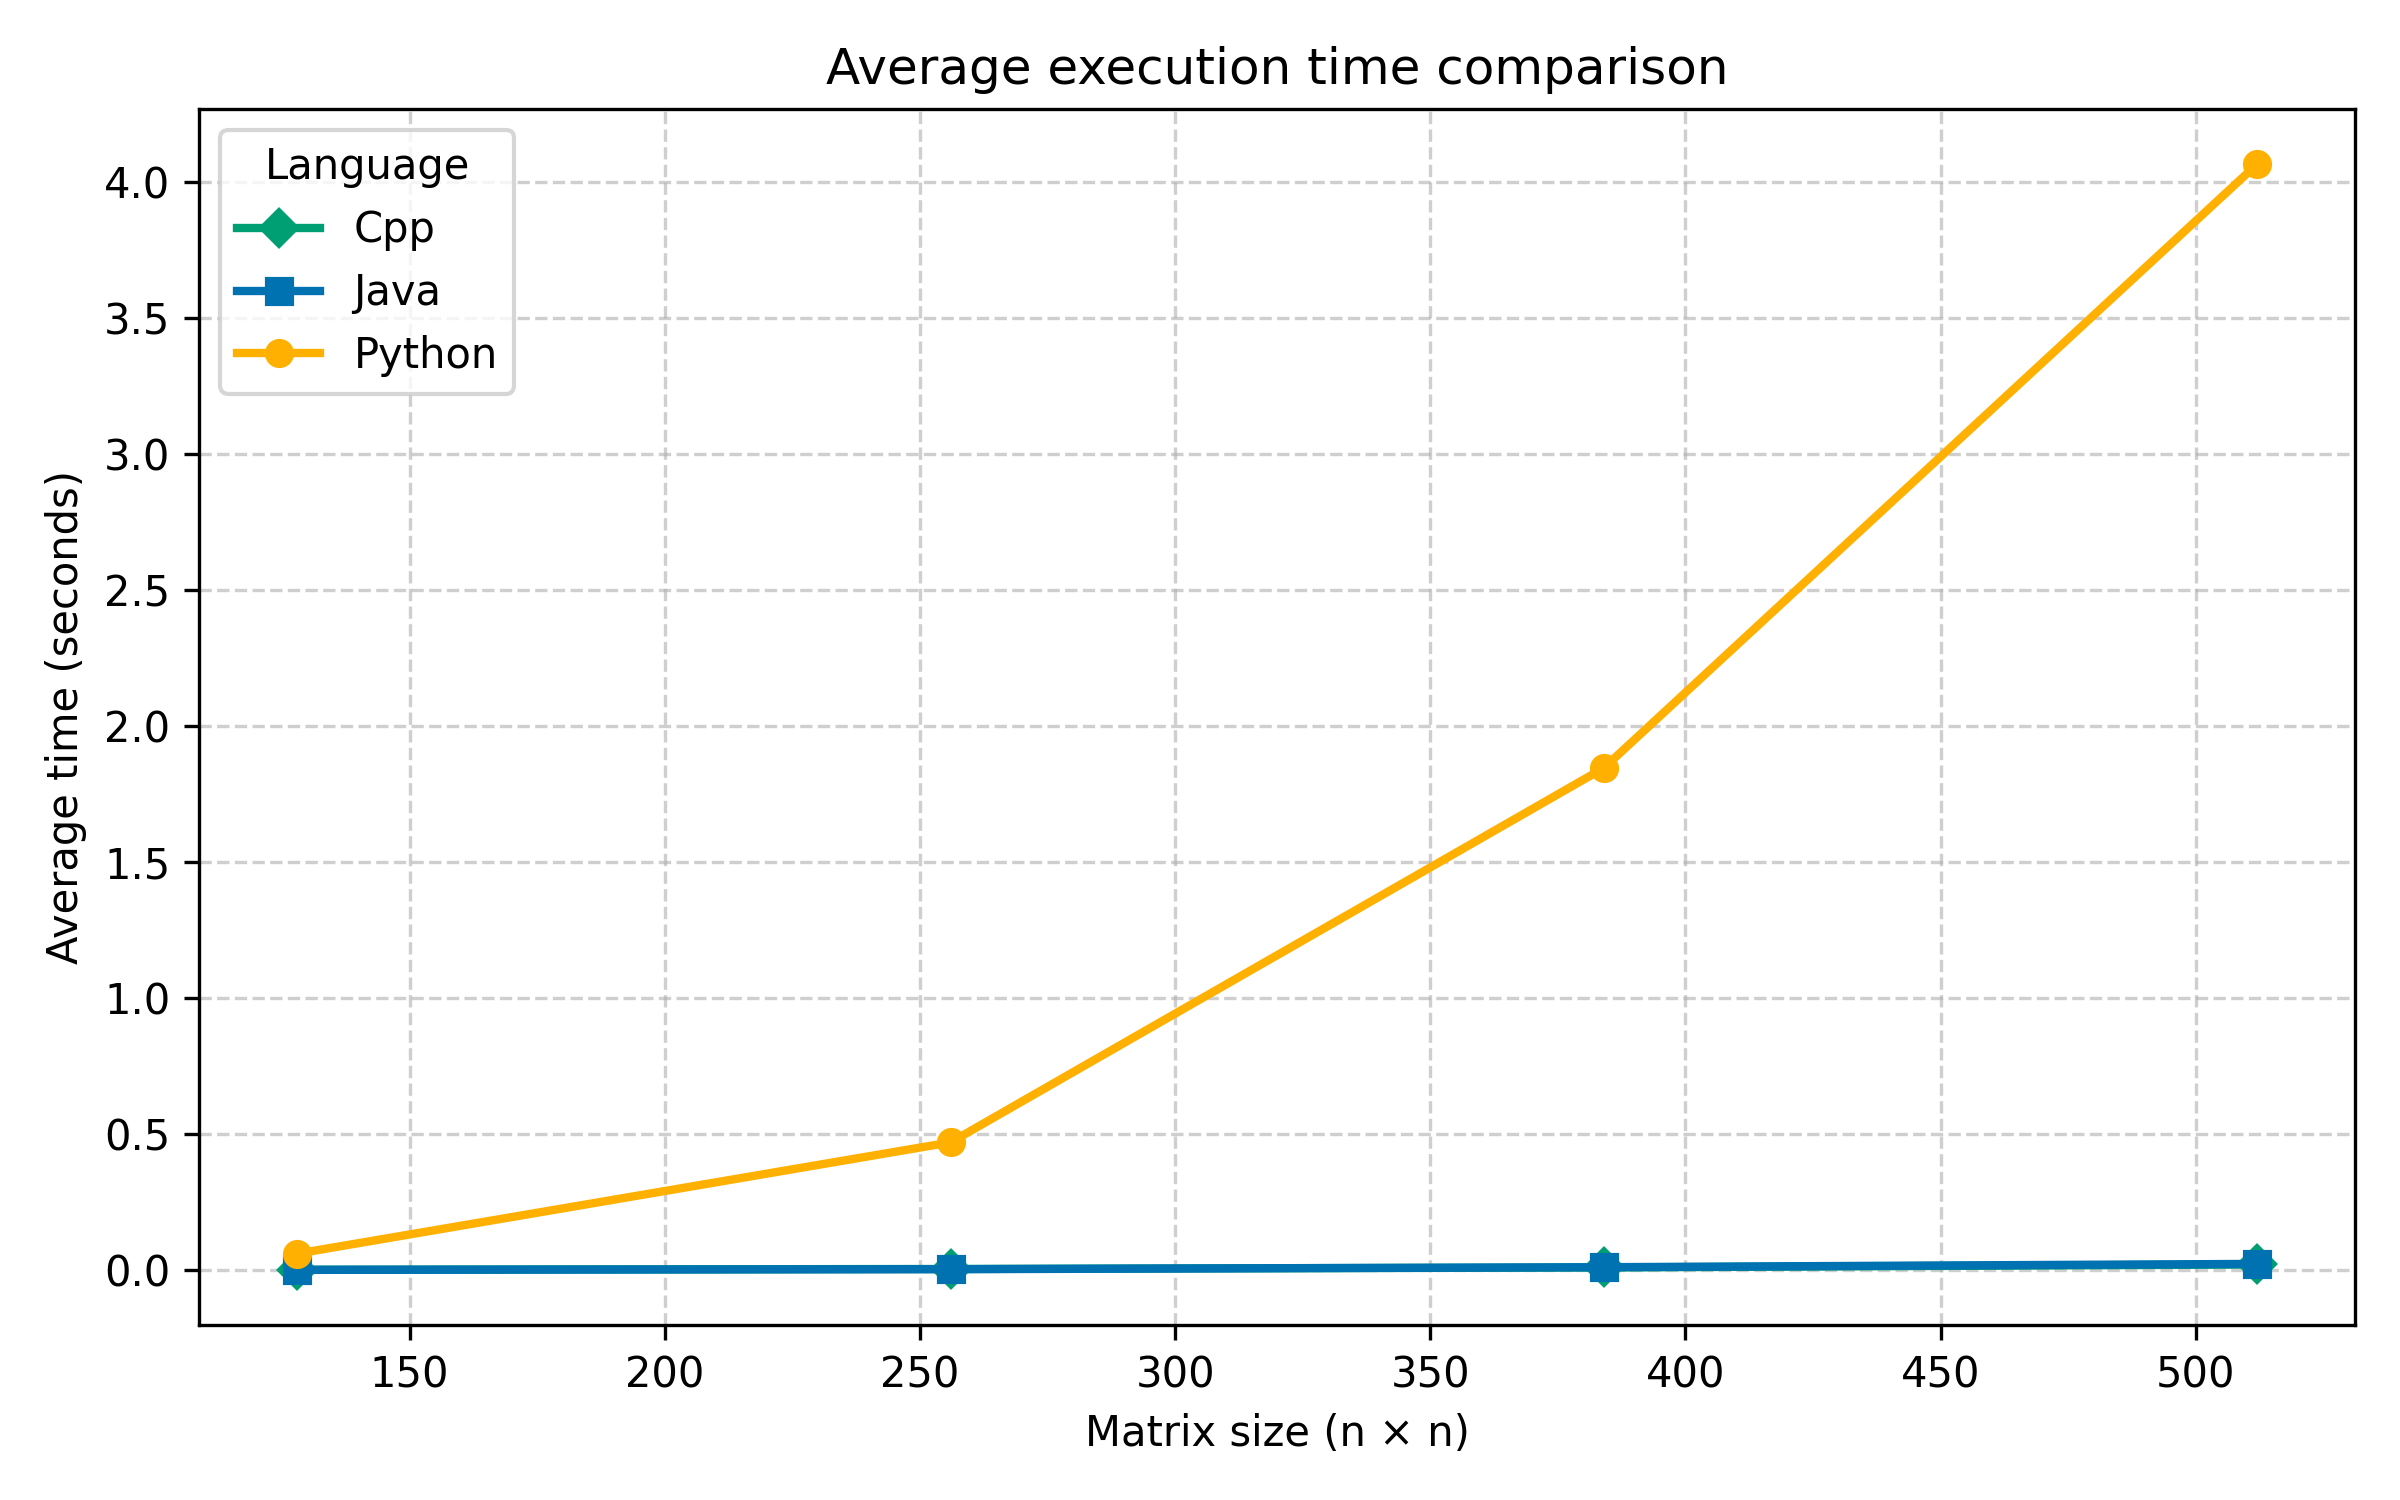 Average execution time comparison
Language
Cpp
Java
Python
4.0
3.5
3.0
2.5
2.0
1.5
1.0
0.5
0.0
Average time (seconds)
150 200 250 300 350 400 450 500
Matrix size (n × n)